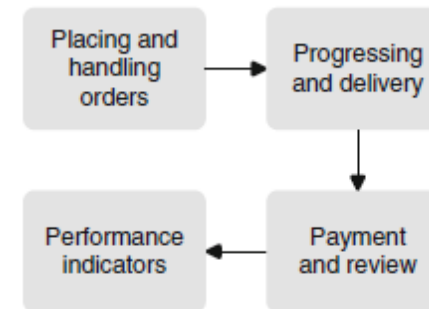 Placing and
handling
orders
Progressing
and delivery
Performance
indicators
Payment
and review